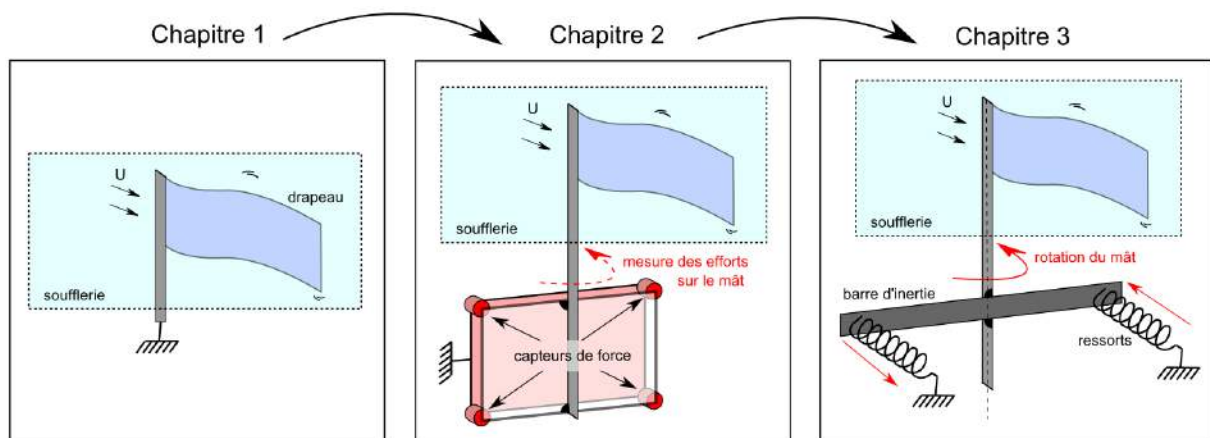 Chapitre 1
Chapitre 2
Chapitre 3
U
drapeau
soufflerie
U
soufflerie
mesure des efforts
sur le mât
capteurs de force
U
soufflerie
rotation du mât
barre d'inertie
ressorts